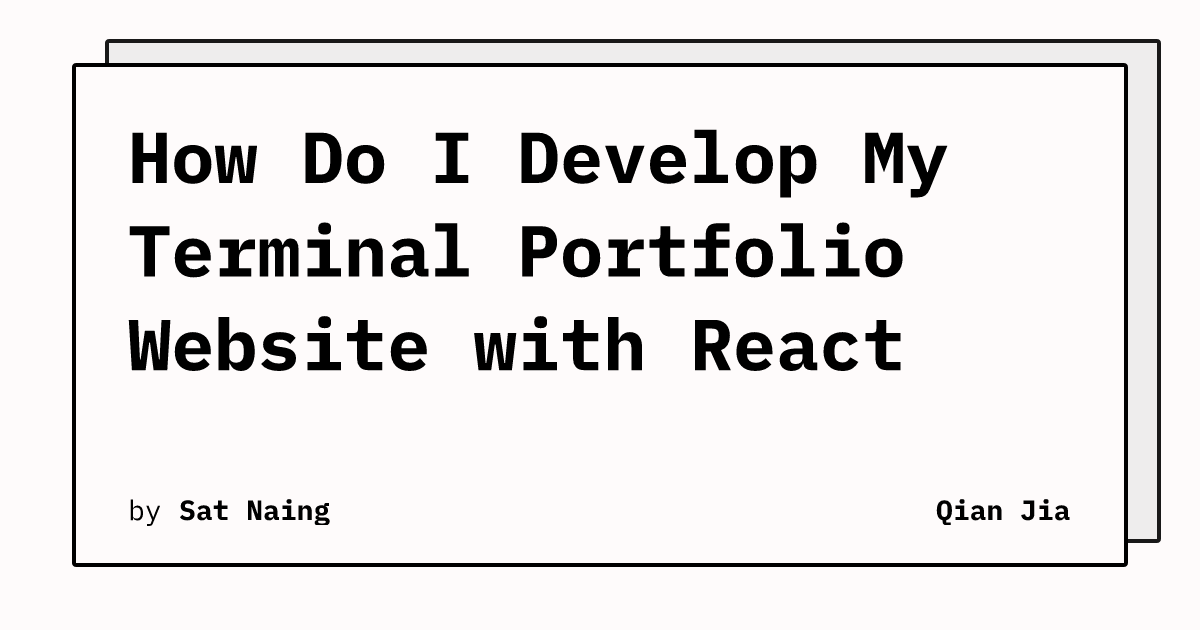 How Do I Develop My
Terminal Portfolio
Website with React
by Sat Naing
Qian Jia